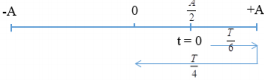 -A 0 A/2 +A
t = 0 T/6
T/4